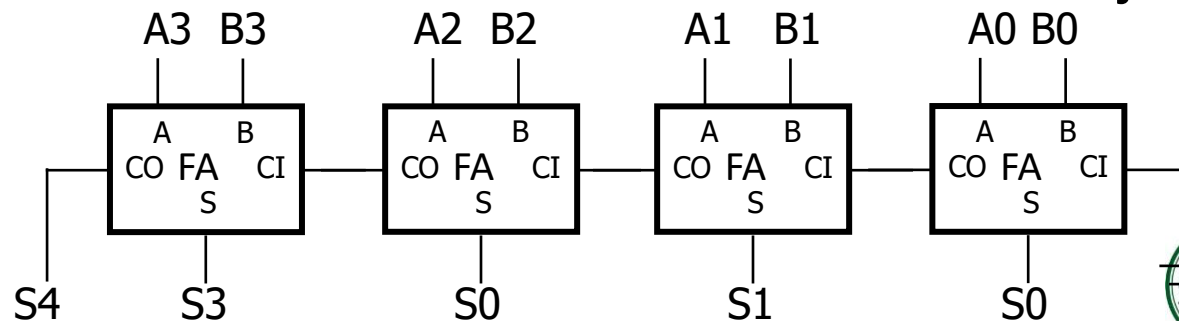 A3 B3 A2 B2 A1 B1 A0 B0
A B A B A B A B
CO FA CI CO FA CI CO FA CI CO FA CI
S S S S
S4 S3 S0 S1 S0